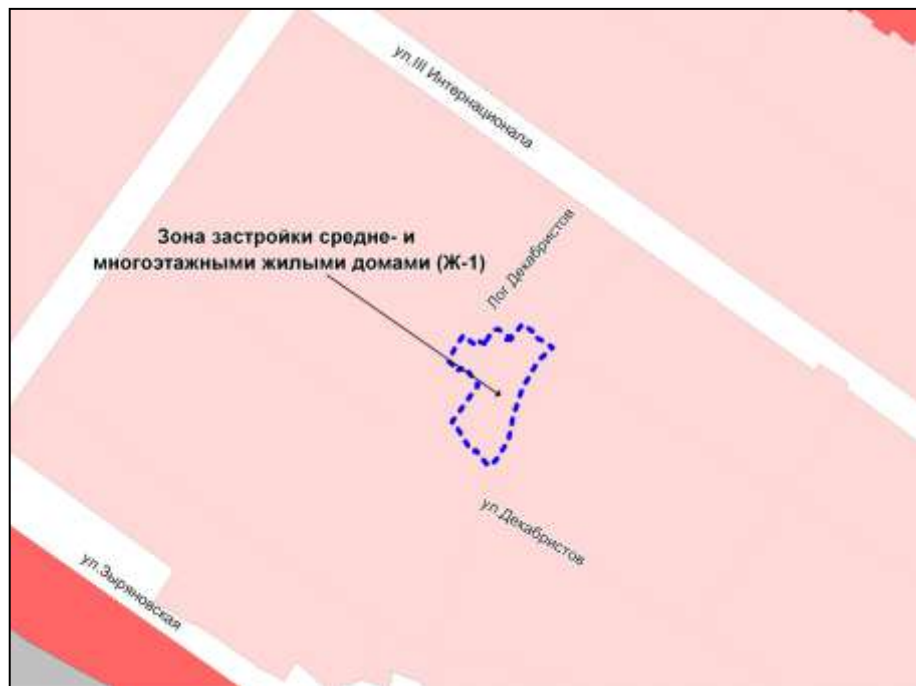 ул.III Интернационала
Лог Декабристов
Зона застройки средне- и
многоэтажными жилыми домами (Ж-1)
ул.Декабристов
ул.Зыряновская